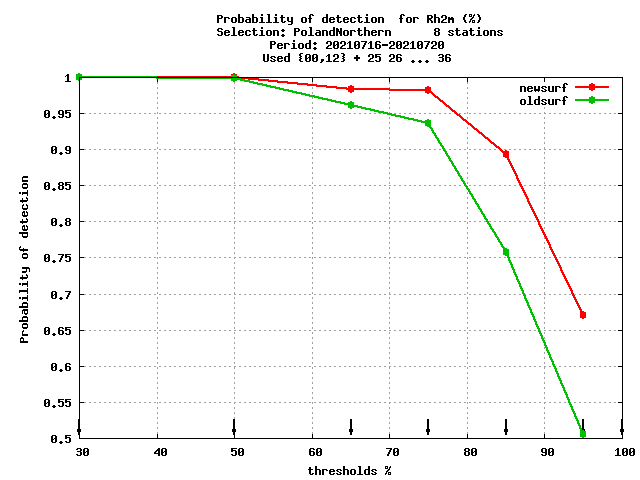 Probability of detection  for Rh2m (%)
Selection: PolandNorthern      8 stations
Period: 20210716-20210720
Used {00,12} + 25 26 ... 36
newsurf
oldsurf
Probability of detection
1
0.95
0.9
0.85
0.8
0.75
0.7
0.65
0.6
0.55
0.5
30 40 50 60 70 80 90 100
thresholds %